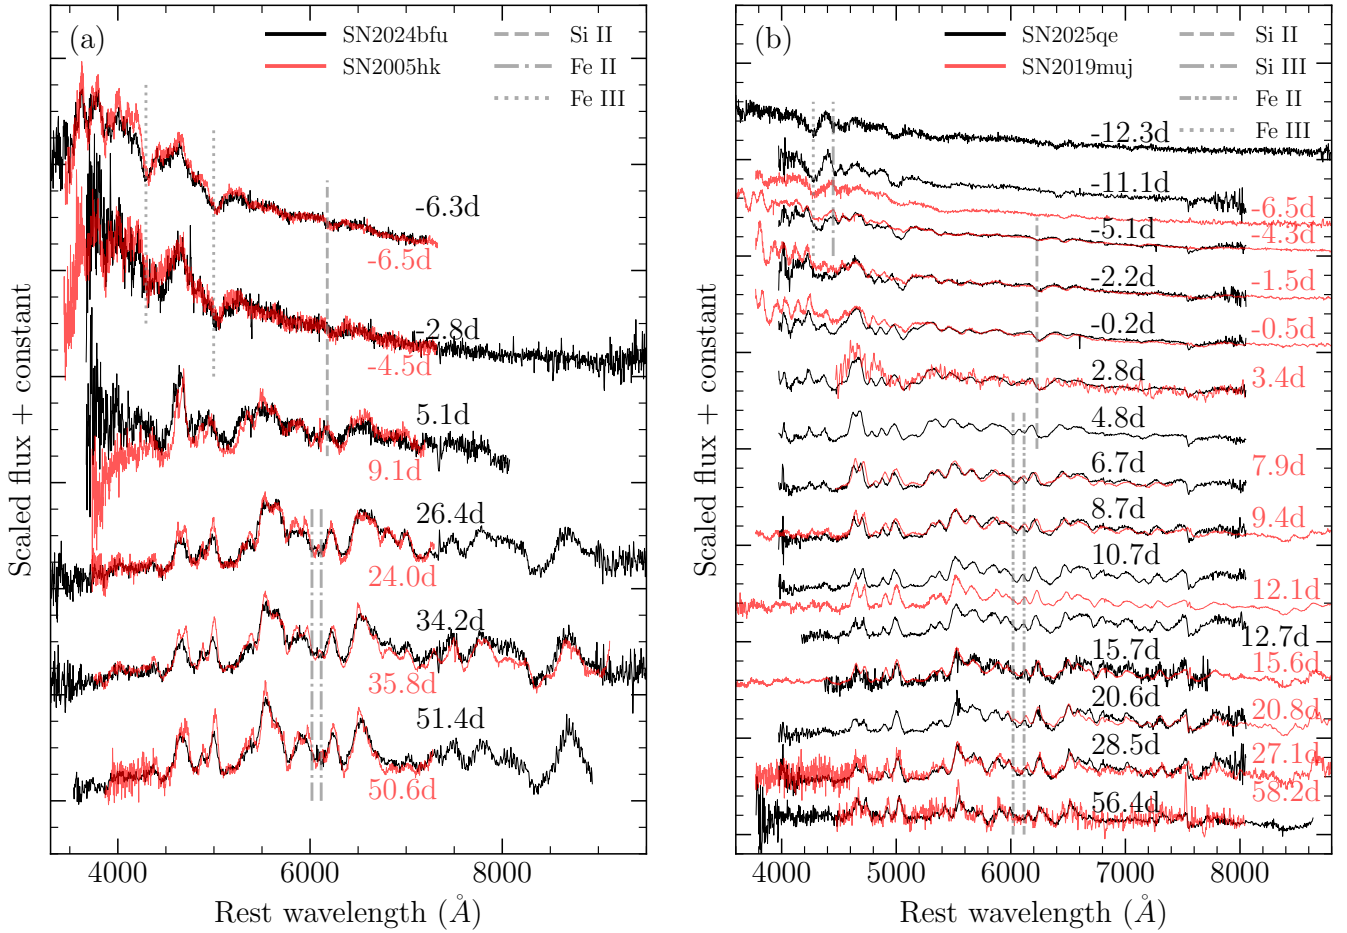 (a)
SN2024bfu
SN2005hk
Si II
Fe II
Fe III
-6.3d
-6.5d
-2.8d
-4.5d
5.1d
9.1d
26.4d
24.0d
34.2d
35.8d
51.4d
50.6d
4000 6000 8000
Rest wavelength (Å)
Scaled flux + constant
(b)
SN2025qe
SN2019muj
Si II
Si III
Fe II
Fe III
-12.3d
-11.1d
-6.5d
-5.1d
-4.3d
-2.2d
-1.5d
-0.2d
-0.5d
2.8d
3.4d
4.8d
6.7d
7.9d
8.7d
9.4d
10.7d
12.1d
12.7d
15.7d
15.6d
20.6d
20.8d
28.5d
27.1d
58.2d
56.4d
4000 5000 6000 7000 8000
Rest wavelength (Å)
Scaled flux + constant